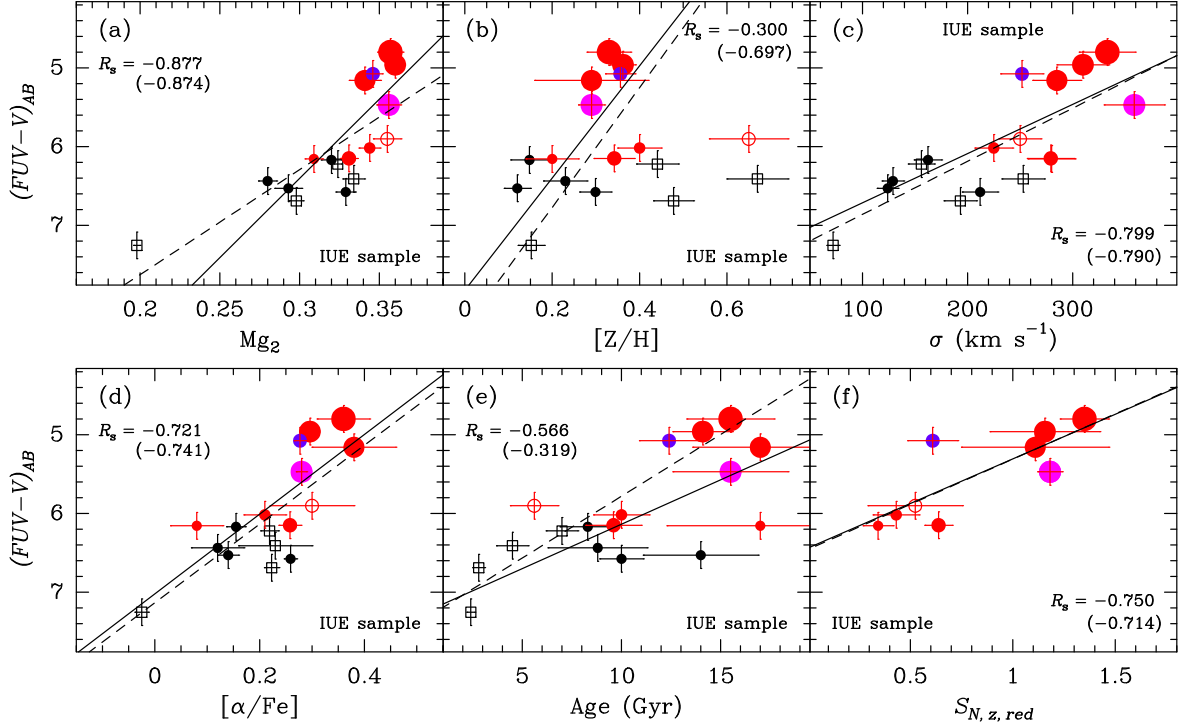 (a)
R_s = −0.877
(−0.874)
IUE sample
5
6
7
(FUV−V)_AB
0.2
0.25
0.3
0.35
Mg₂
(b)
R_s = −0.300
(−0.697)
IUE sample
0
0.2
0.4
0.6
0.8
[Z/H]
(c)
IUE sample
R_s = −0.799
(−0.790)
100
200
300
σ (km s⁻¹)
(d)
R_s = −0.721
(−0.741)
IUE sample
5
6
7
(FUV−V)_AB
0
0.2
0.4
[α/Fe]
(e)
R_s = −0.566
(−0.319)
IUE sample
5
10
15
Age (Gyr)
(f)
R_s = −0.750
(−0.714)
IUE sample
0.5
1
1.5
S_{N, z, red}